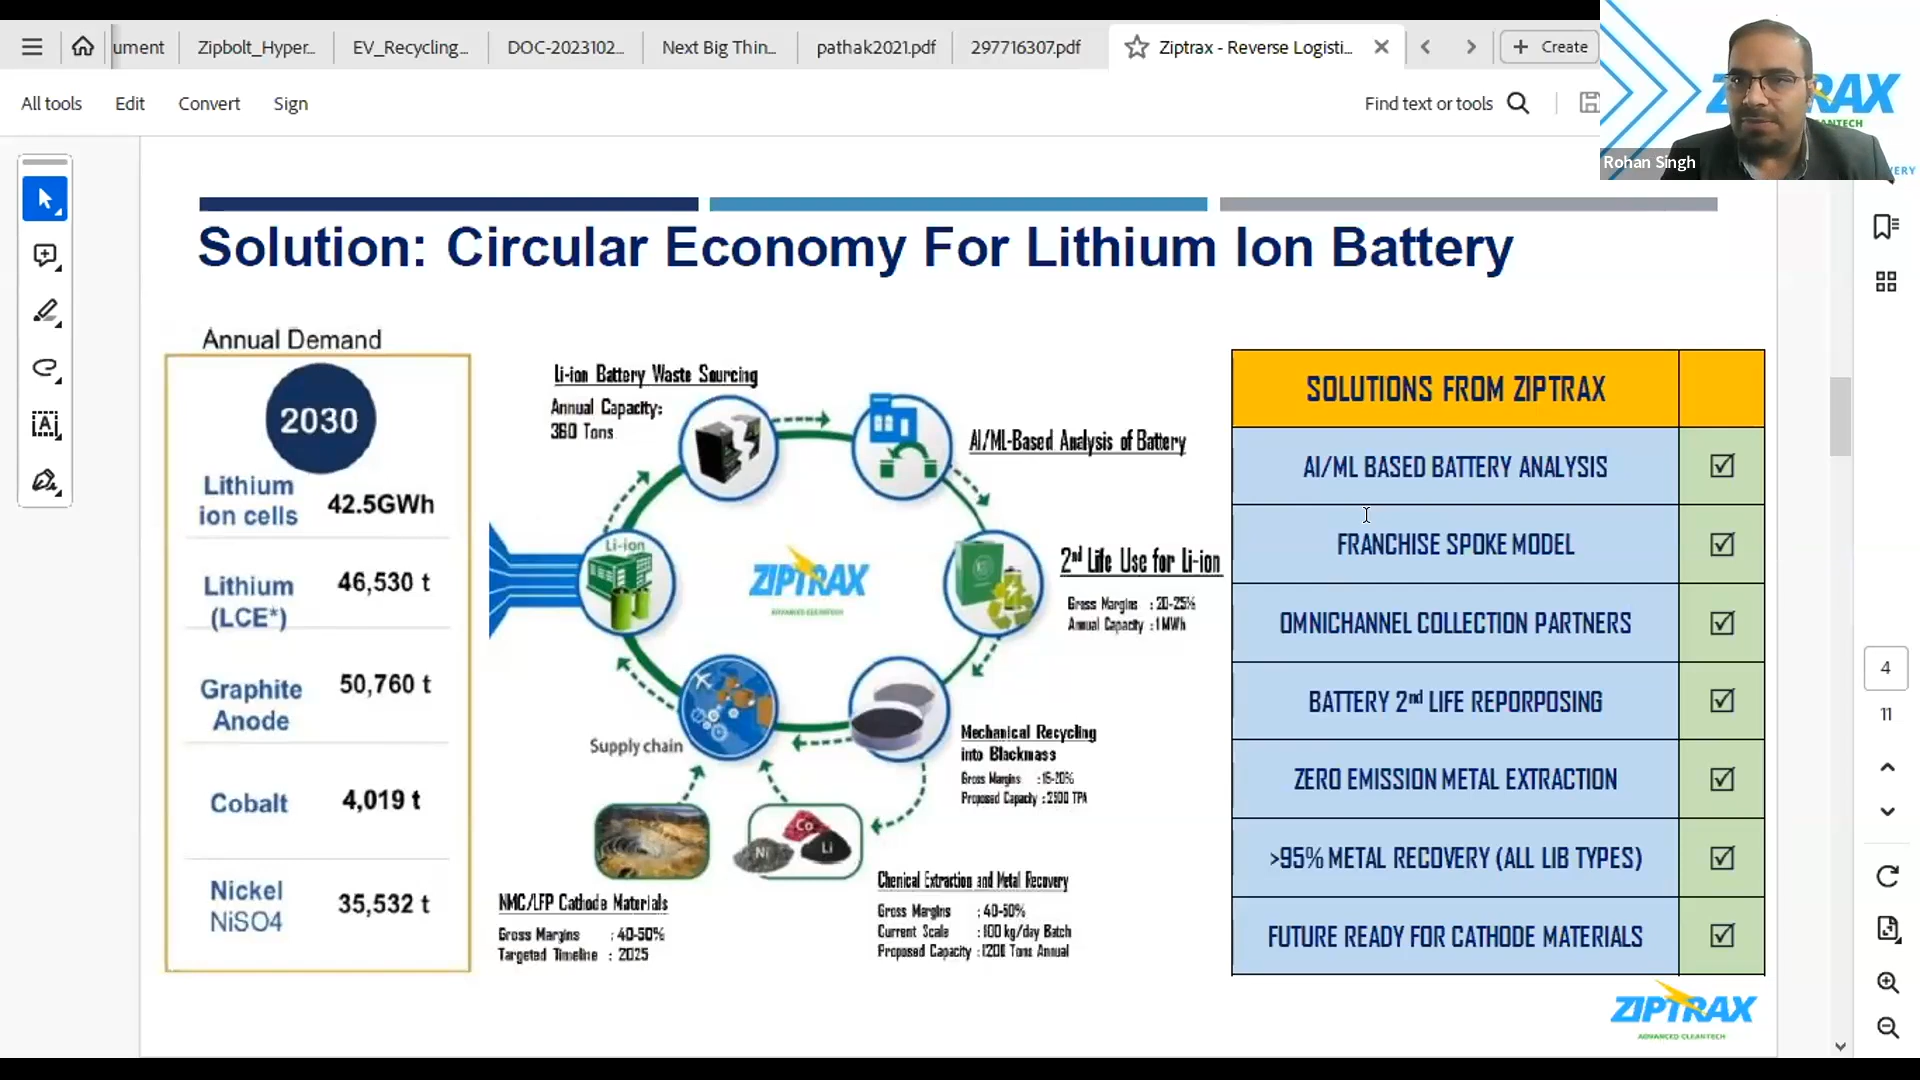 ument
Zipbolt_Hyper...
EV_Recycling...
DOC-2023102...
Next Big Thin...
pathak2021.pdf
297716307.pdf
Ziptrax - Reverse Logisti...
Create
All tools
Edit
Convert
Sign
Find text or tools
Rohan Singh
Solution: Circular Economy For Lithium Ion Battery
Annual Demand
2030
Lithium
ion cells
42.5GWh
Lithium
(LCE*)
46,530 t
Graphite
Anode
50,760 t
Cobalt
4,019 t
Nickel
NiSO4
35,532 t
Li-ion Battery Waste Sourcing
Annual Capacity:
360 Tons
AI/ML-Based Analysis of Battery
2nd Life Use for Li-ion
Gross Margins : 20-25%
Annual Capacity : 1 MWh
Li-ion
ZIPTRAX
ADVANCED CLEANTECH
Mechanical Recycling
into Blackmass
Gross Margins : 15-20%
Proposed Capacity : 2500 TPA
Supply chain
Co
Ni
Li
Chemical Extraction and Metal Recovery
Gross Margins : 40-50%
Current Scale : 100 kg/day Batch
Proposed Capacity : 1200 Tons Annual
NMC/LFP Cathode Materials
Gross Margins : 40-50%
Targeted Timeline : 2025
SOLUTIONS FROM ZIPTRAX
AI/ML BASED BATTERY ANALYSIS
FRANCHISE SPOKE MODEL
OMNICHANNEL COLLECTION PARTNERS
BATTERY 2nd LIFE REPORPOSING
ZERO EMISSION METAL EXTRACTION
>95% METAL RECOVERY (ALL LIB TYPES)
FUTURE READY FOR CATHODE MATERIALS
ZIPTRAX
ADVANCED CLEANTECH
4
11